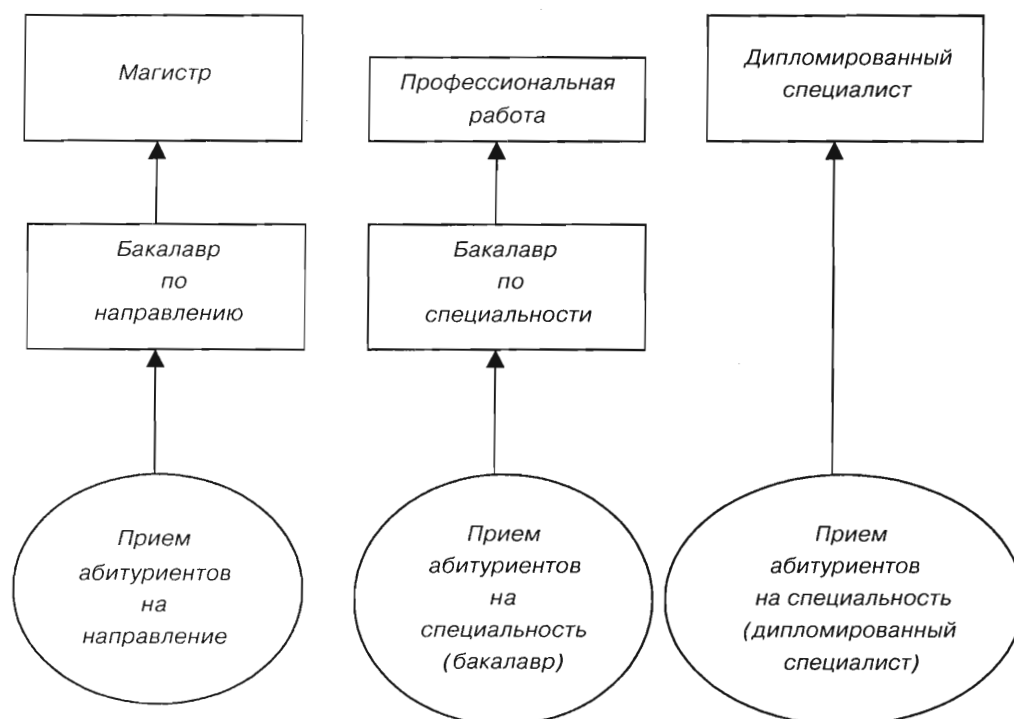 Магистр
Профессиональная
работа
Дипломированный
специалист
Бакалавр
по
направлению
Бакалавр
по
специальности
Прием
абитуриентов
на
направление
Прием
абитуриентов
на
специальность
(бакалавр)
Прием
абитуриентов
на специальность
(дипломированный
специалист)